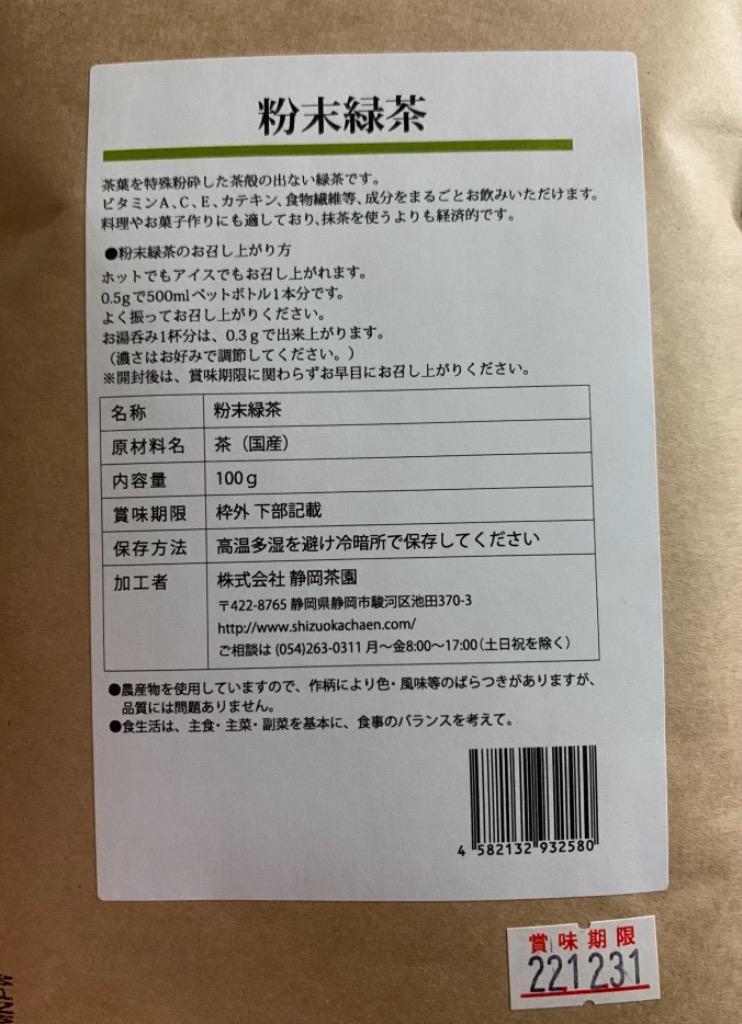 粉末緑茶
茶葉を特殊粉砕した茶殻の出ない緑茶です。
ビタミンA、C、E、カテキン、食物繊維等、成分をまるごとお飲みいただけます。
料理やお菓子作りにも適しており、抹茶を使うよりも経済的です。
●粉末緑茶のお召し上がり方
ホットでもアイスでもお召し上がれます。
0.5gで500mlペットボトル1本分です。
よく振ってお召し上がりください。
お湯呑み1杯分は、0.3gで出来上がります。
（濃さはお好みで調節してください。）
※開封後は、賞味期限に関わらずお早目にお召し上がりください。
名称 粉末緑茶
原材料名 茶（国産）
内容量 100g
賞味期限 枠外 下部記載
保存方法 高温多湿を避け冷暗所で保存してください
加工者 株式会社 静岡茶園
〒422-8765 静岡県静岡市駿河区池田370-3
http://www.shizuokachaen.com/
ご相談は (054)263-0311 月〜金8:00〜17:00（土日祝を除く）
●農産物を使用していますので、作柄により色・風味等のばらつきがありますが、
品質には問題ありません。
●食生活は、主食・主菜・副菜を基本に、食事のバランスを考えて。
4 582132 932580
賞味期限
221231